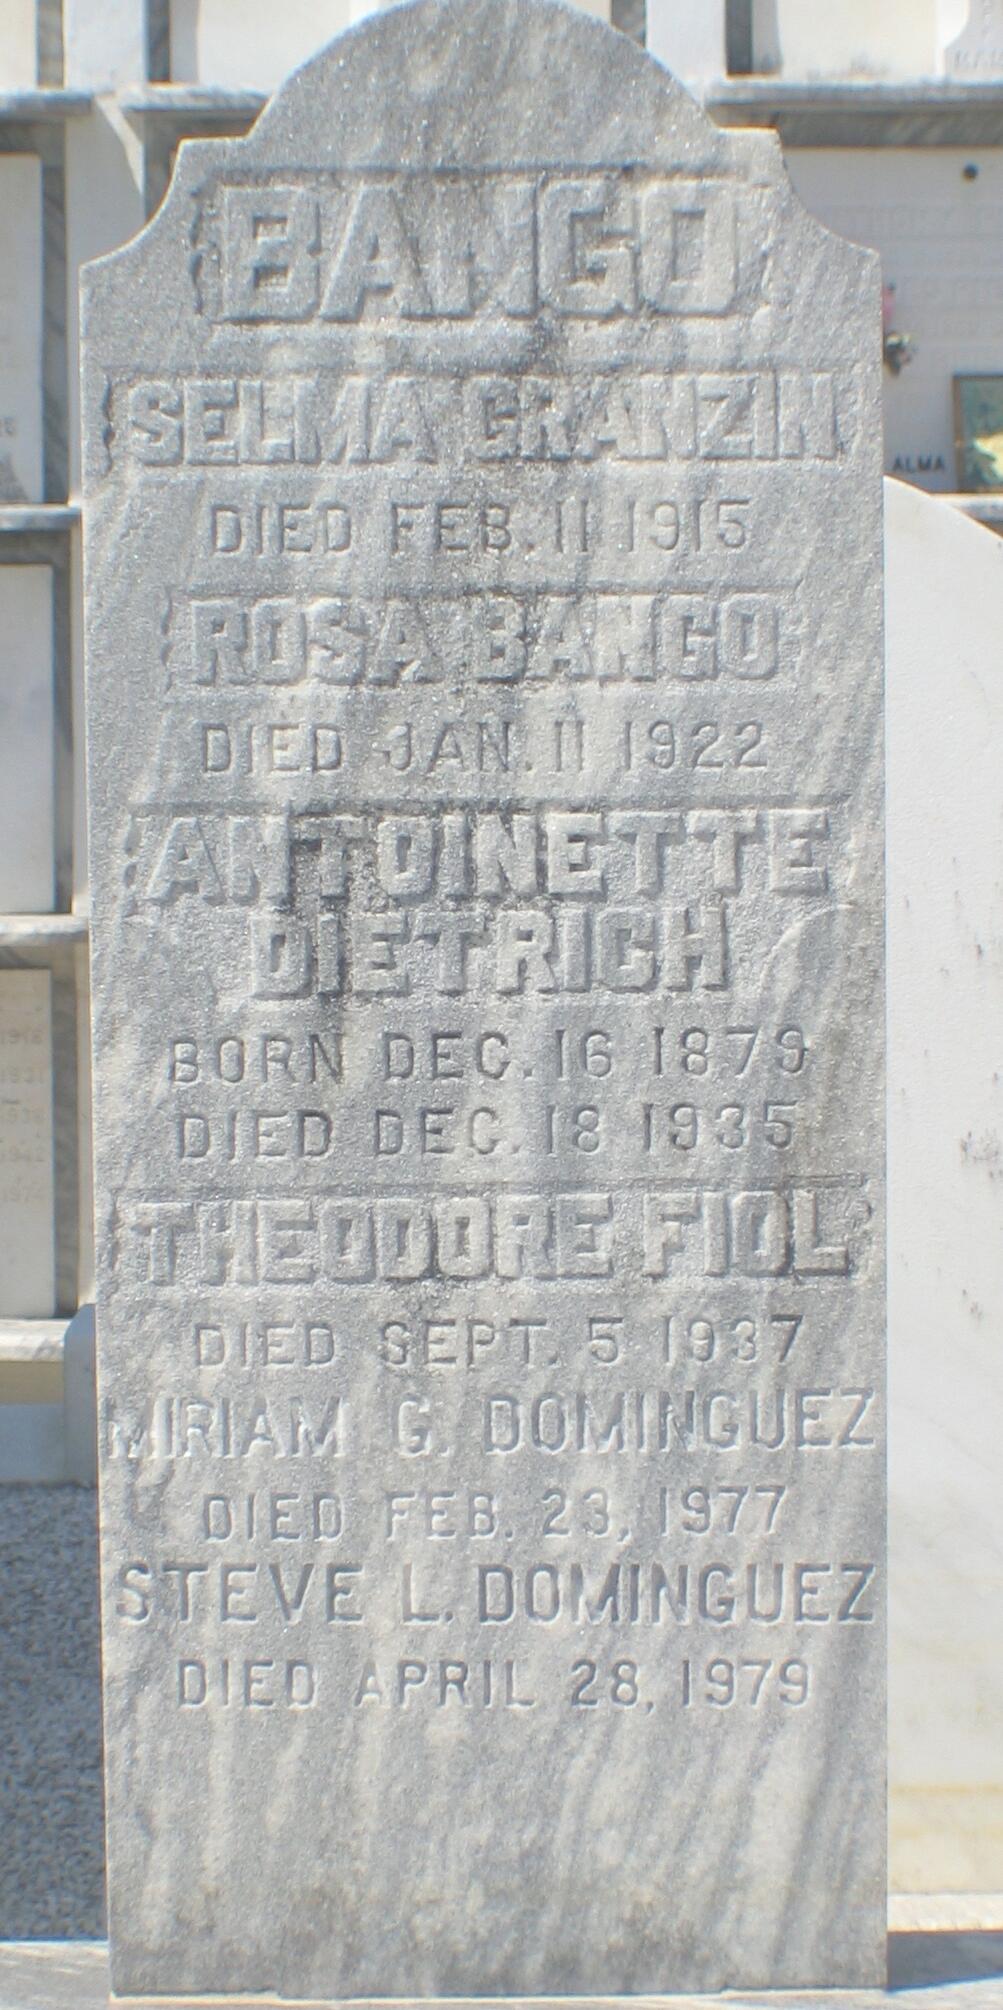 BANGO
SELMA GRANZIN
DIED FEB. 11 1915
ROSA BANGO
DIED JAN. 11 1922
ANTOINETTE
DIETRICH
BORN DEC. 16 1879
DIED DEC. 18 1935
THEODORE FIOL
DIED SEPT. 5 1937
MIRIAM G. DOMINGUEZ
DIED FEB. 23, 1977
STEVE L. DOMINGUEZ
DIED APRIL 28, 1979
ALMA